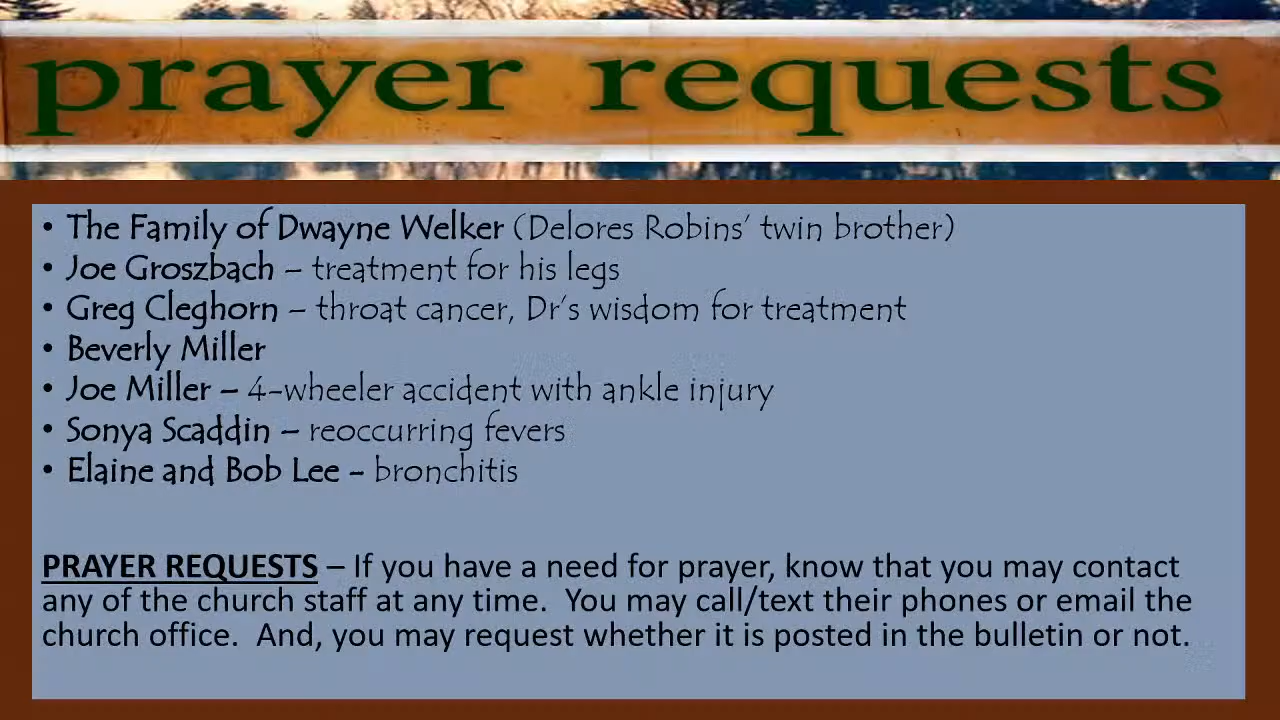 prayer requests
• The Family of Dwayne Welker (Delores Robins' twin brother)
• Joe Groszbach – treatment for his legs
• Greg Cleghorn – throat cancer, Dr's wisdom for treatment
• Beverly Miller
• Joe Miller – 4-wheeler accident with ankle injury
• Sonya Scaddin – reoccurring fevers
• Elaine and Bob Lee - bronchitis
PRAYER REQUESTS – If you have a need for prayer, know that you may contact
any of the church staff at any time.  You may call/text their phones or email the
church office.  And, you may request whether it is posted in the bulletin or not.